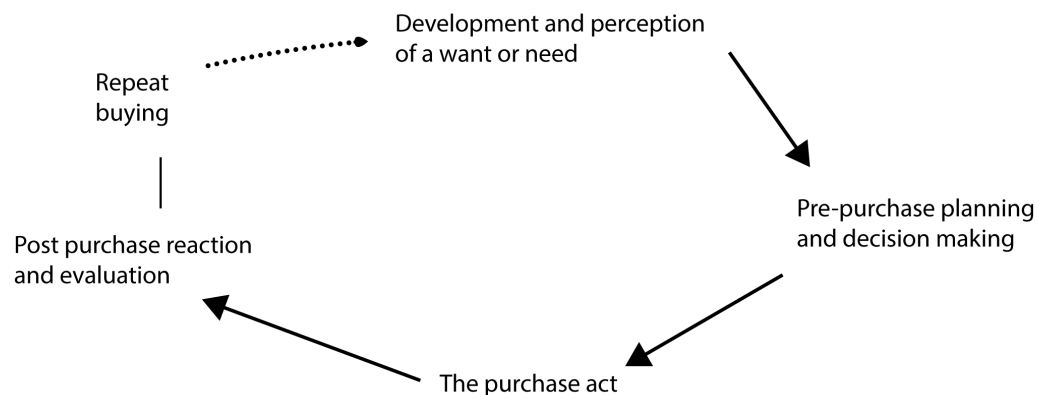 Development and perception
of a want or need
Pre-purchase planning
and decision making
The purchase act
Post purchase reaction
and evaluation
Repeat
buying